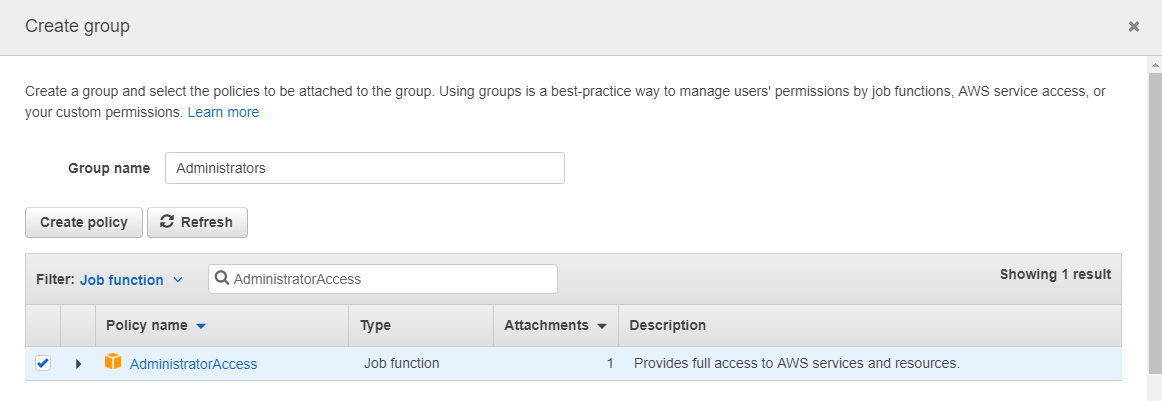 Create group
Create a group and select the policies to be attached to the group. Using groups is a best-practice way to manage users' permissions by job functions, AWS service access, or
your custom permissions. Learn more
Group name Administrators
Create policy Refresh
Filter: Job function AdministratorAccess Showing 1 result
Policy name Type Attachments Description
AdministratorAccess Job function 1 Provides full access to AWS services and resources.